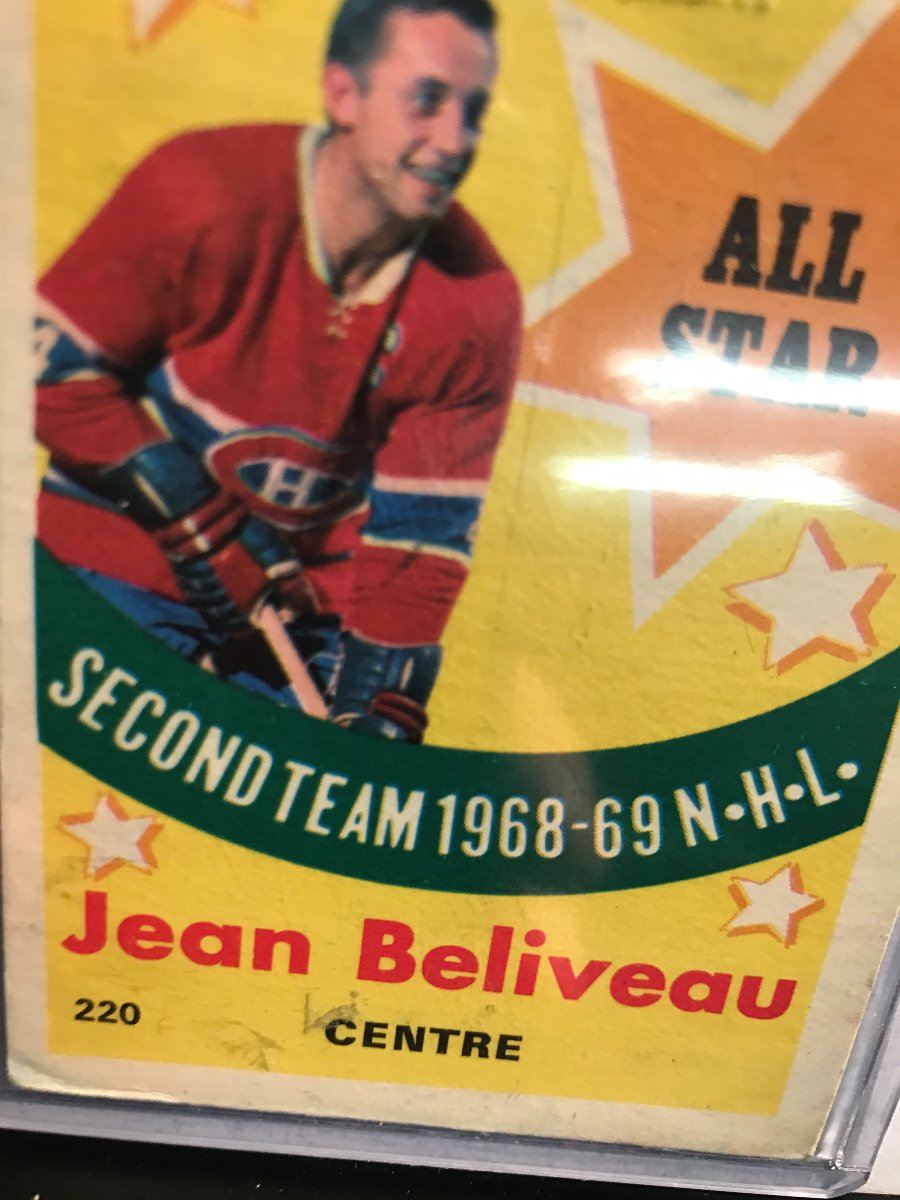 ALL
STAR
SECOND TEAM 1968-69 N•H•L•
Jean Beliveau
220
CENTRE
H